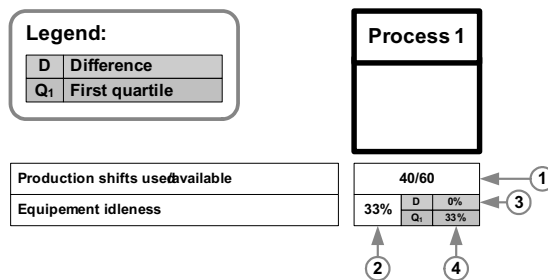 Legend:
D Difference
Q1 First quartile
Process 1
Production shifts used/available 40/60 1
Equipement idleness 33% D 0% 3
Q1 33%
2 4